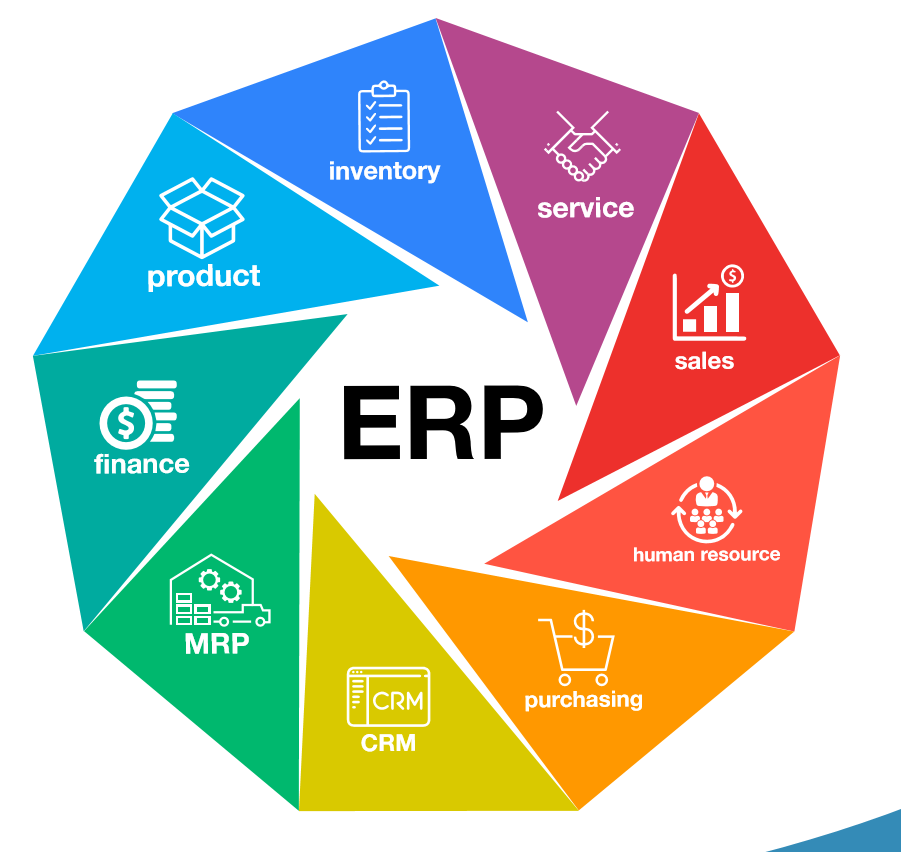 inventory
service
product
$
sales
ERP
$
finance
human resource
MRP
$
purchasing
CRM
CRM